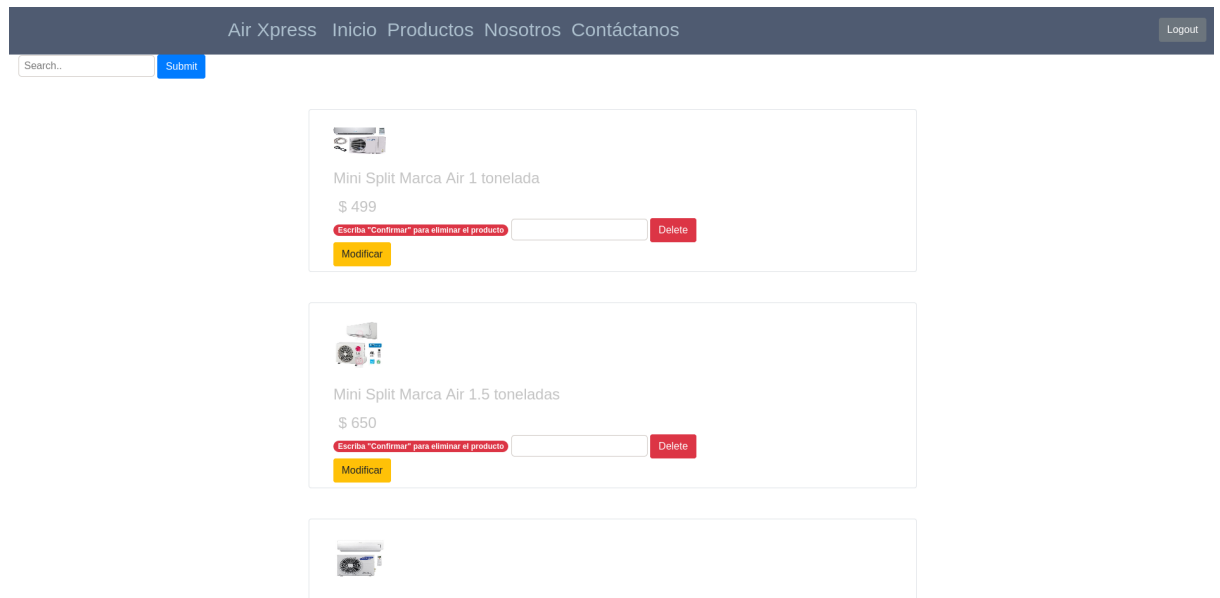 Air Xpress Inicio Productos Nosotros Contáctanos Logout
Search.. Submit
Mini Split Marca Air 1 tonelada
$ 499
Escriba "Confirmar" para eliminar el producto Delete
Modificar
Mini Split Marca Air 1.5 toneladas
$ 650
Escriba "Confirmar" para eliminar el producto Delete
Modificar